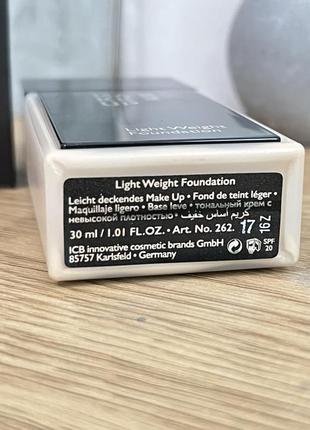 Light Weight
Foundation
Light Weight Foundation
Leicht deckendes Make Up • Fond de teint léger •
Maquillaje ligero • Base leve • тональный крем с
невысокой плотностью • كريم أساس خفيف
30 ml / 1.01 FL.OZ. • Art. No. 262. 17
ICB innovative cosmetic brands GmbH
85757 Karlsfeld • Germany
SPF
20